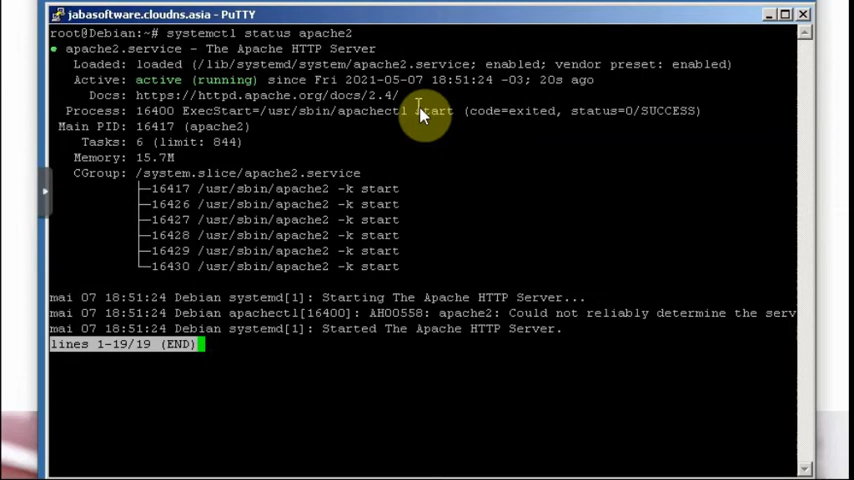 jabasoftware.cloudns.asia - PuTTY
root@Debian:~# systemctl status apache2
● apache2.service - The Apache HTTP Server
Loaded: loaded (/lib/systemd/system/apache2.service; enabled; vendor preset: enabled)
Active: active (running) since Fri 2021-05-07 18:51:24 -03; 20s ago
Docs: https://httpd.apache.org/docs/2.4/
Process: 16400 ExecStart=/usr/sbin/apachectl start (code=exited, status=0/SUCCESS)
Main PID: 16417 (apache2)
Tasks: 6 (limit: 844)
Memory: 15.7M
CGroup: /system.slice/apache2.service
├─16417 /usr/sbin/apache2 -k start
├─16426 /usr/sbin/apache2 -k start
├─16427 /usr/sbin/apache2 -k start
├─16428 /usr/sbin/apache2 -k start
├─16429 /usr/sbin/apache2 -k start
└─16430 /usr/sbin/apache2 -k start
mai 07 18:51:24 Debian systemd[1]: Starting The Apache HTTP Server...
mai 07 18:51:24 Debian apachectl[16400]: AH00558: apache2: Could not reliably determine the serv
mai 07 18:51:24 Debian systemd[1]: Started The Apache HTTP Server.
lines 1-19/19 (END)